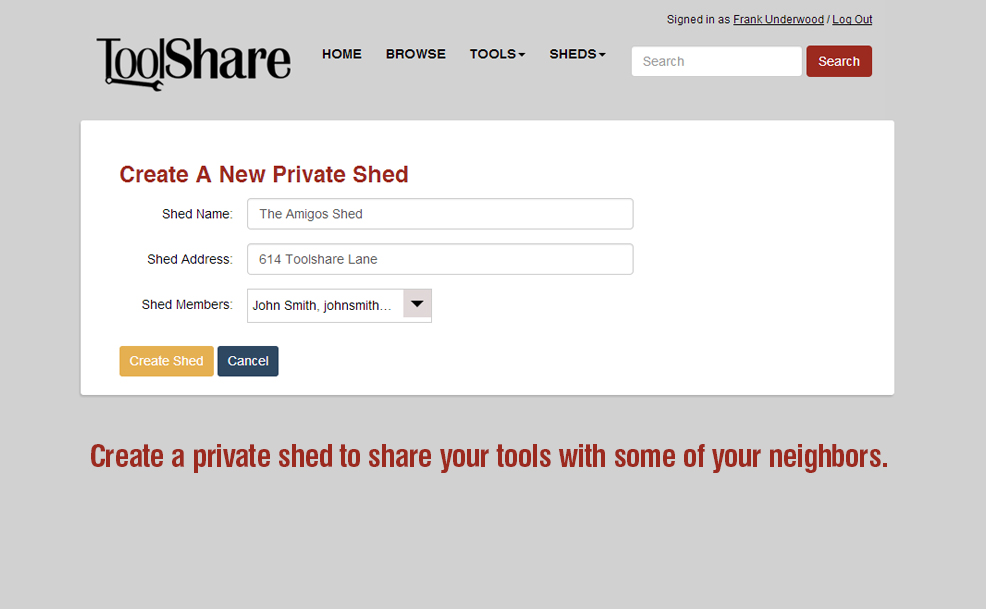 Signed in as Frank Underwood / Log Out
ToolShare
HOME BROWSE TOOLS SHEDS Search Search
Create A New Private Shed
Shed Name: The Amigos Shed
Shed Address: 614 Toolshare Lane
Shed Members: John Smith, johnsmith...
Create Shed Cancel
Create a private shed to share your tools with some of your neighbors.